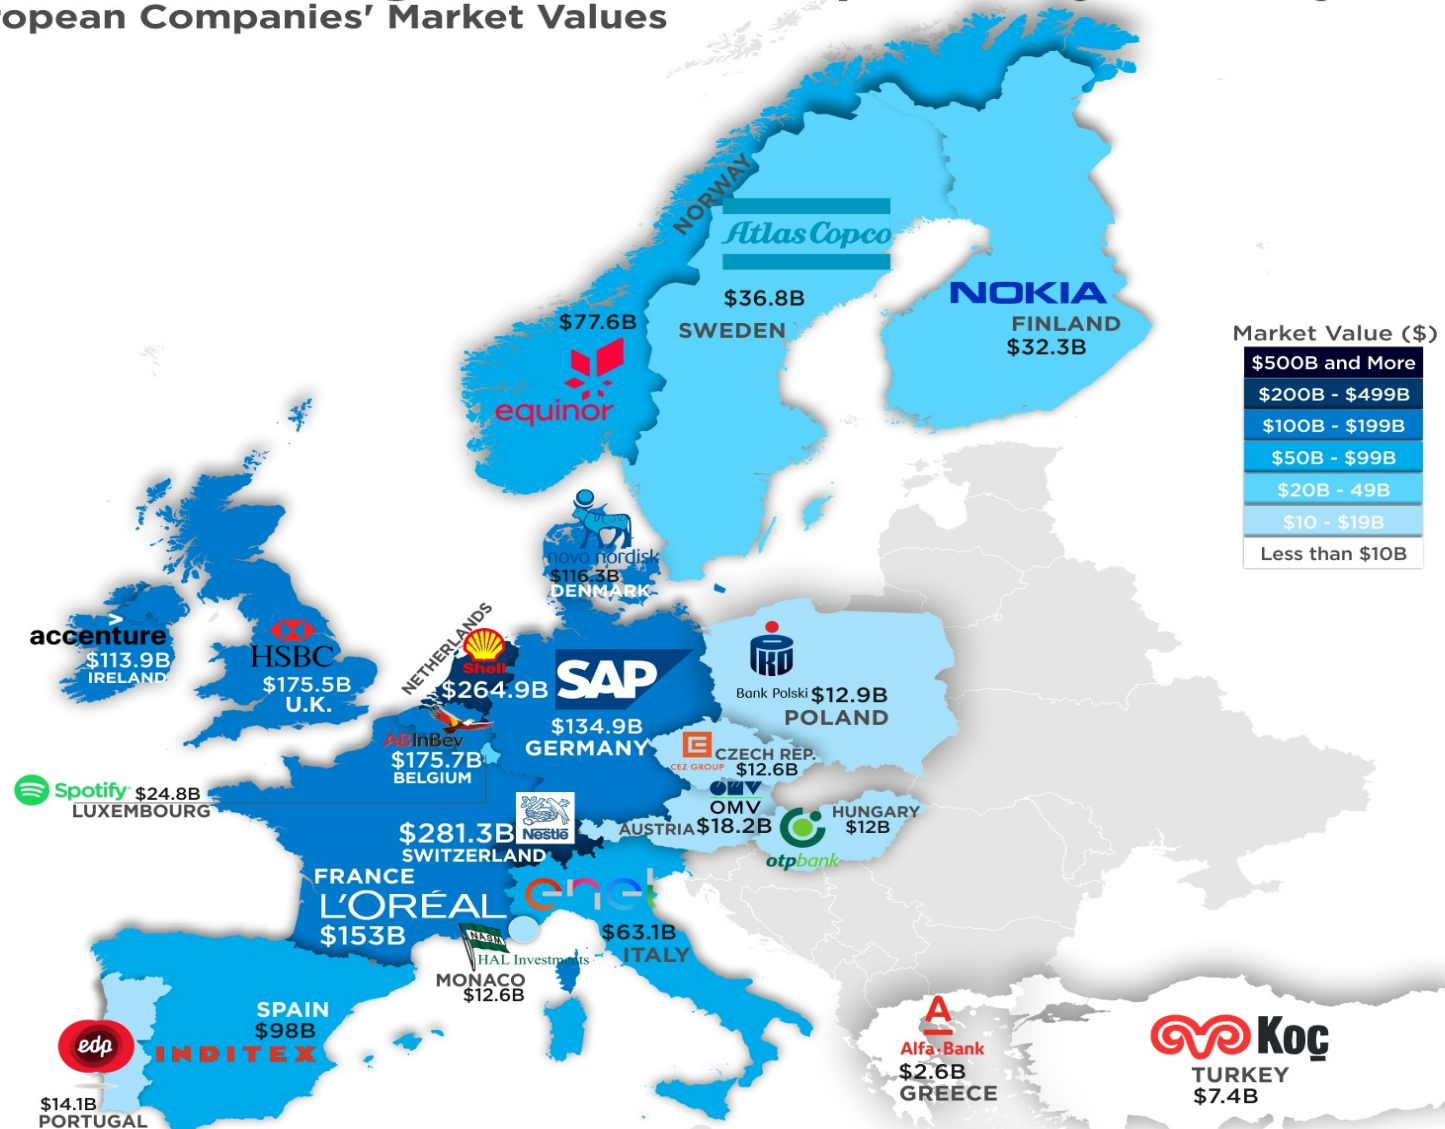 ropean Companies' Market Values
NORWAY
Atlas Copco
$36.8B
SWEDEN
NOKIA
FINLAND
$32.3B
$77.6B
equinor
Market Value ($)
$500B and More
$200B - $499B
$100B - $199B
$50B - $99B
$20B - 49B
$10 - $19B
Less than $10B
novo nordisk
$116.3B
DENMARK
accenture
$113.9B
IRELAND
HSBC
$175.5B
U.K.
NETHERLANDS
Shell
$264.9B
SAP
$134.9B
GERMANY
Bank Polski $12.9B
POLAND
ABInBev
$175.7B
BELGIUM
CEZ GROUP
CZECH REP.
$12.6B
Spotify $24.8B
LUXEMBOURG
OMV
AUSTRIA $18.2B
HUNGARY
$12B
otpbank
Nestlé
$281.3B
SWITZERLAND
FRANCE
L'ORÉAL
$153B
enel
$63.1B
ITALY
NASM
HAL Investments
MONACO
$12.6B
SPAIN
$98B
INDITEX
edp
$14.1B
PORTUGAL
A
Alfa·Bank
$2.6B
GREECE
Koç
TURKEY
$7.4B